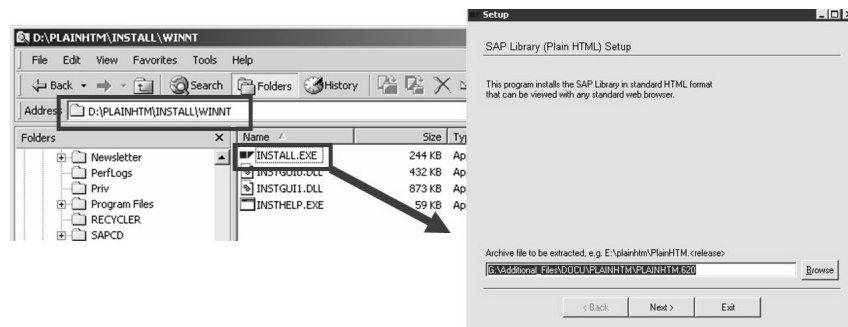 D:\PLAINHTM\INSTALL\WINNT
File Edit View Favorites Tools Help
Back Search Folders History
Address D:\PLAINHTM\INSTALL\WINNT
Folders
Newsletter
PerfLogs
Priv
Program Files
RECYCLER
SAPCD
Name Size
INSTALL.EXE 244 KB
INSTGUI0.DLL 432 KB
INSTGUI1.DLL 873 KB
INSTHELP.EXE 59 KB
Setup
SAP Library (Plain HTML) Setup
This program installs the SAP Library in standard HTML format
that can be viewed with any standard web browser.
Archive file to be extracted, e.g. E:\plainhtm\PlainHTM.<release>
G:\Additional_Files\DOCU\PLAINHTM\PLAINHTM.620
Browse
< Back Next > Exit